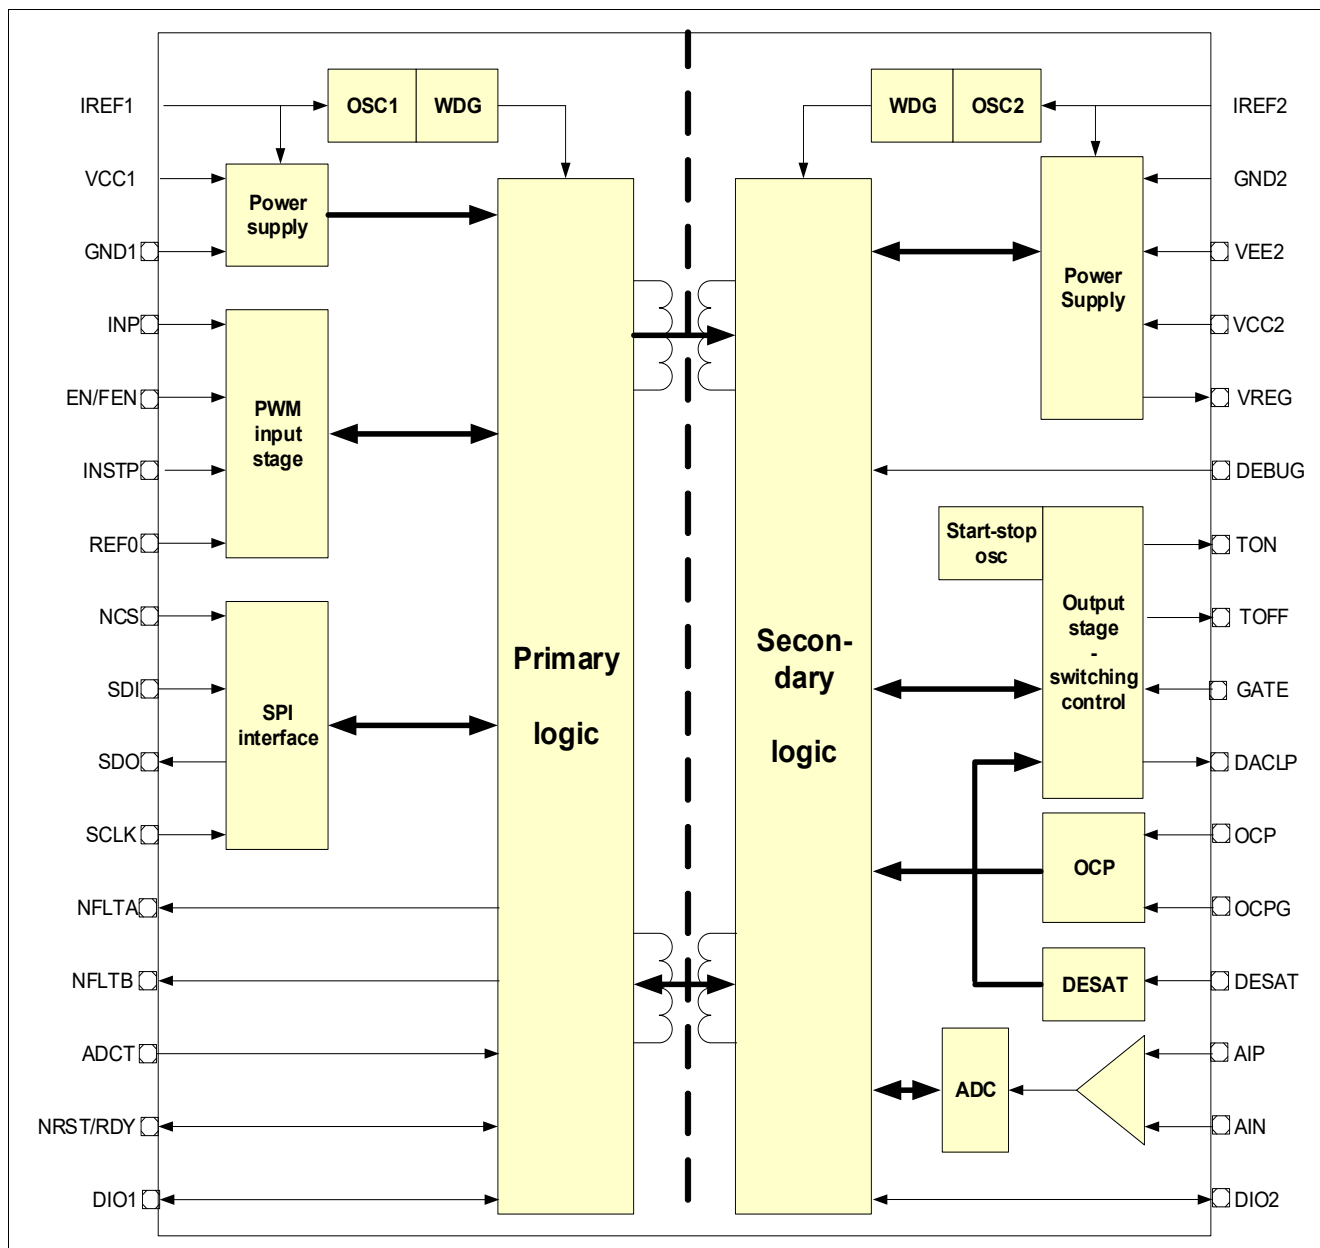 IREF1
OSC1
WDG
WDG
OSC2
IREF2
VCC1
Power
supply
GND1
GND2
VEE2
Power
Supply
VCC2
VREG
INP
EN/FEN
PWM
input
stage
INSTP
REF0
DEBUG
Start-stop
osc
TON
NCS
SDI
SPI
interface
SDO
SCLK
Primary
logic
Secon-
dary
logic
Output
stage
-
switching
control
TOFF
GATE
DACLP
OCP
OCP
OCPG
NFLTA
NFLTB
DESAT
DESAT
ADCT
ADC
AIP
AIN
NRST/RDY
DIO1
DIO2